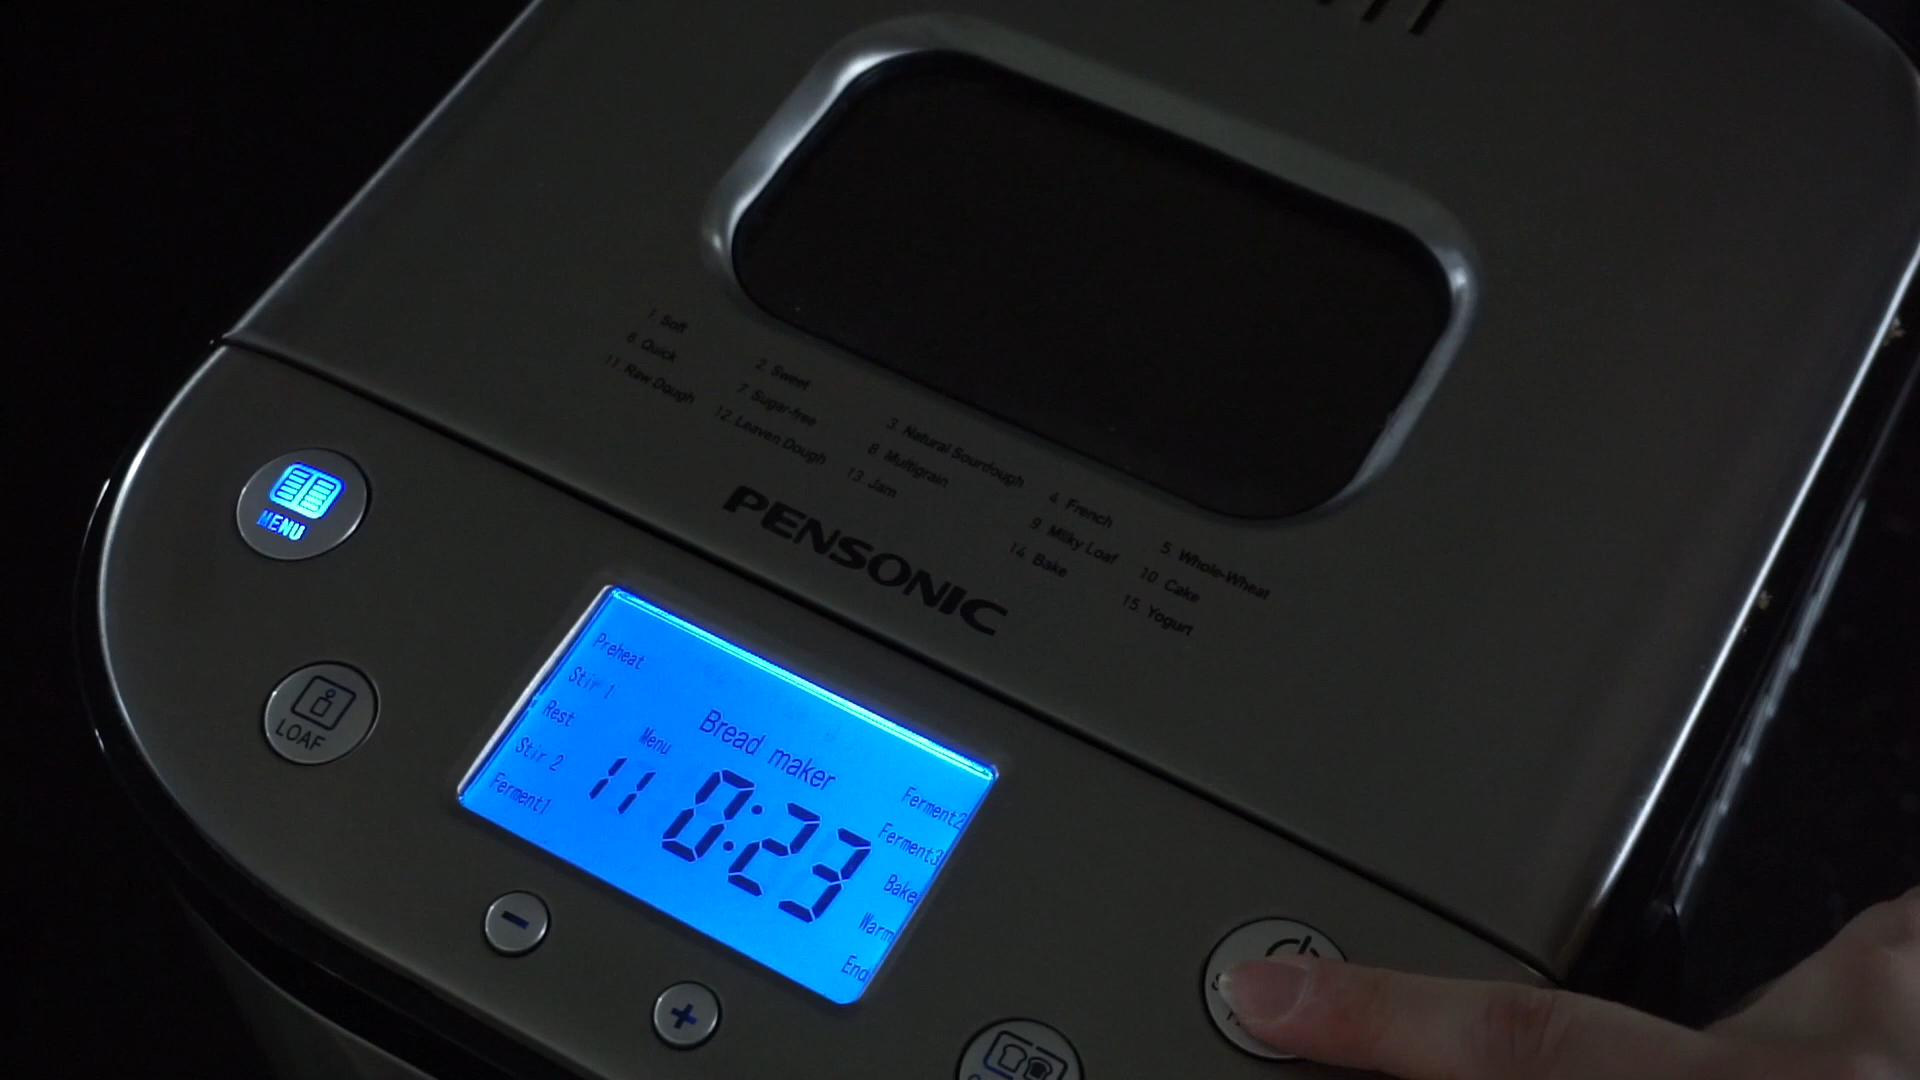 1. Soft
2. Sweet
3. Natural Sourdough
4. French
5. Whole-Wheat
6. Quick
7. Sugar-free
8. Multigrain
9. Milky Loaf
10. Cake
11. Raw Dough
12. Leaven Dough
13. Jam
14. Bake
15. Yogurt
PENSONIC
MENU
LOAF
Preheat
Stir 1
Rest
Stir 2
Ferment1
Bread maker
Menu
11 0:23
Ferment2
Ferment3
Bake
Warm
End
-
+